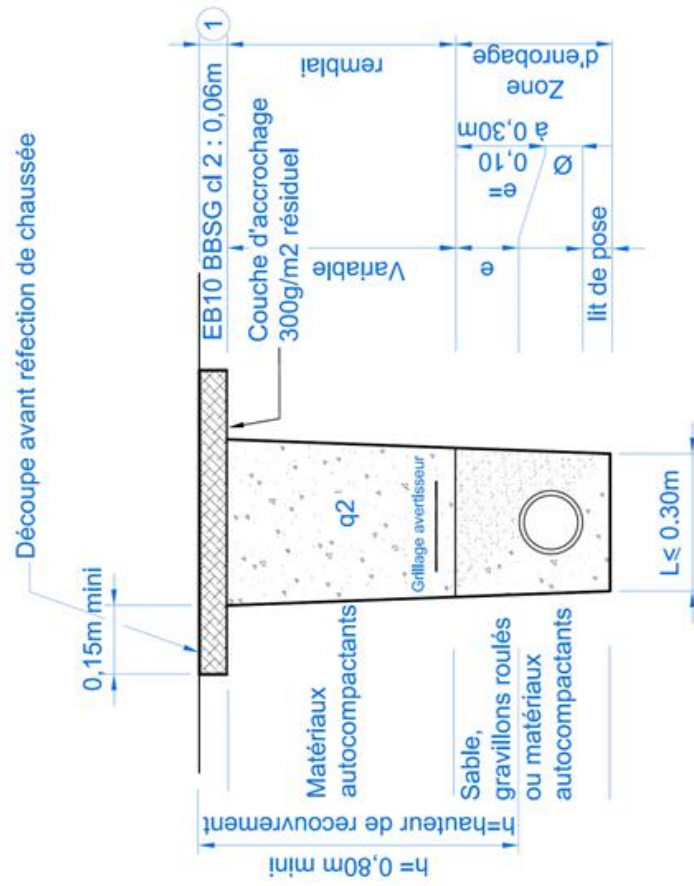 Découpe avant réfection de chaussée
0,15m mini
EB10 BBSG cl 2 : 0,06m
1
Couche d'accrochage
300g/m2 résiduel
h= 0,80m mini
h=hauteur de recouvrement
Matériaux
autocompactants
q2
Grillage avertisseur
Variable
remblai
Sable,
gravillons roulés
ou matériaux
autocompactants
e
e=
0,10
à 0,30m
Ø
Zone
d'enrobage
lit de pose
L≤ 0.30m